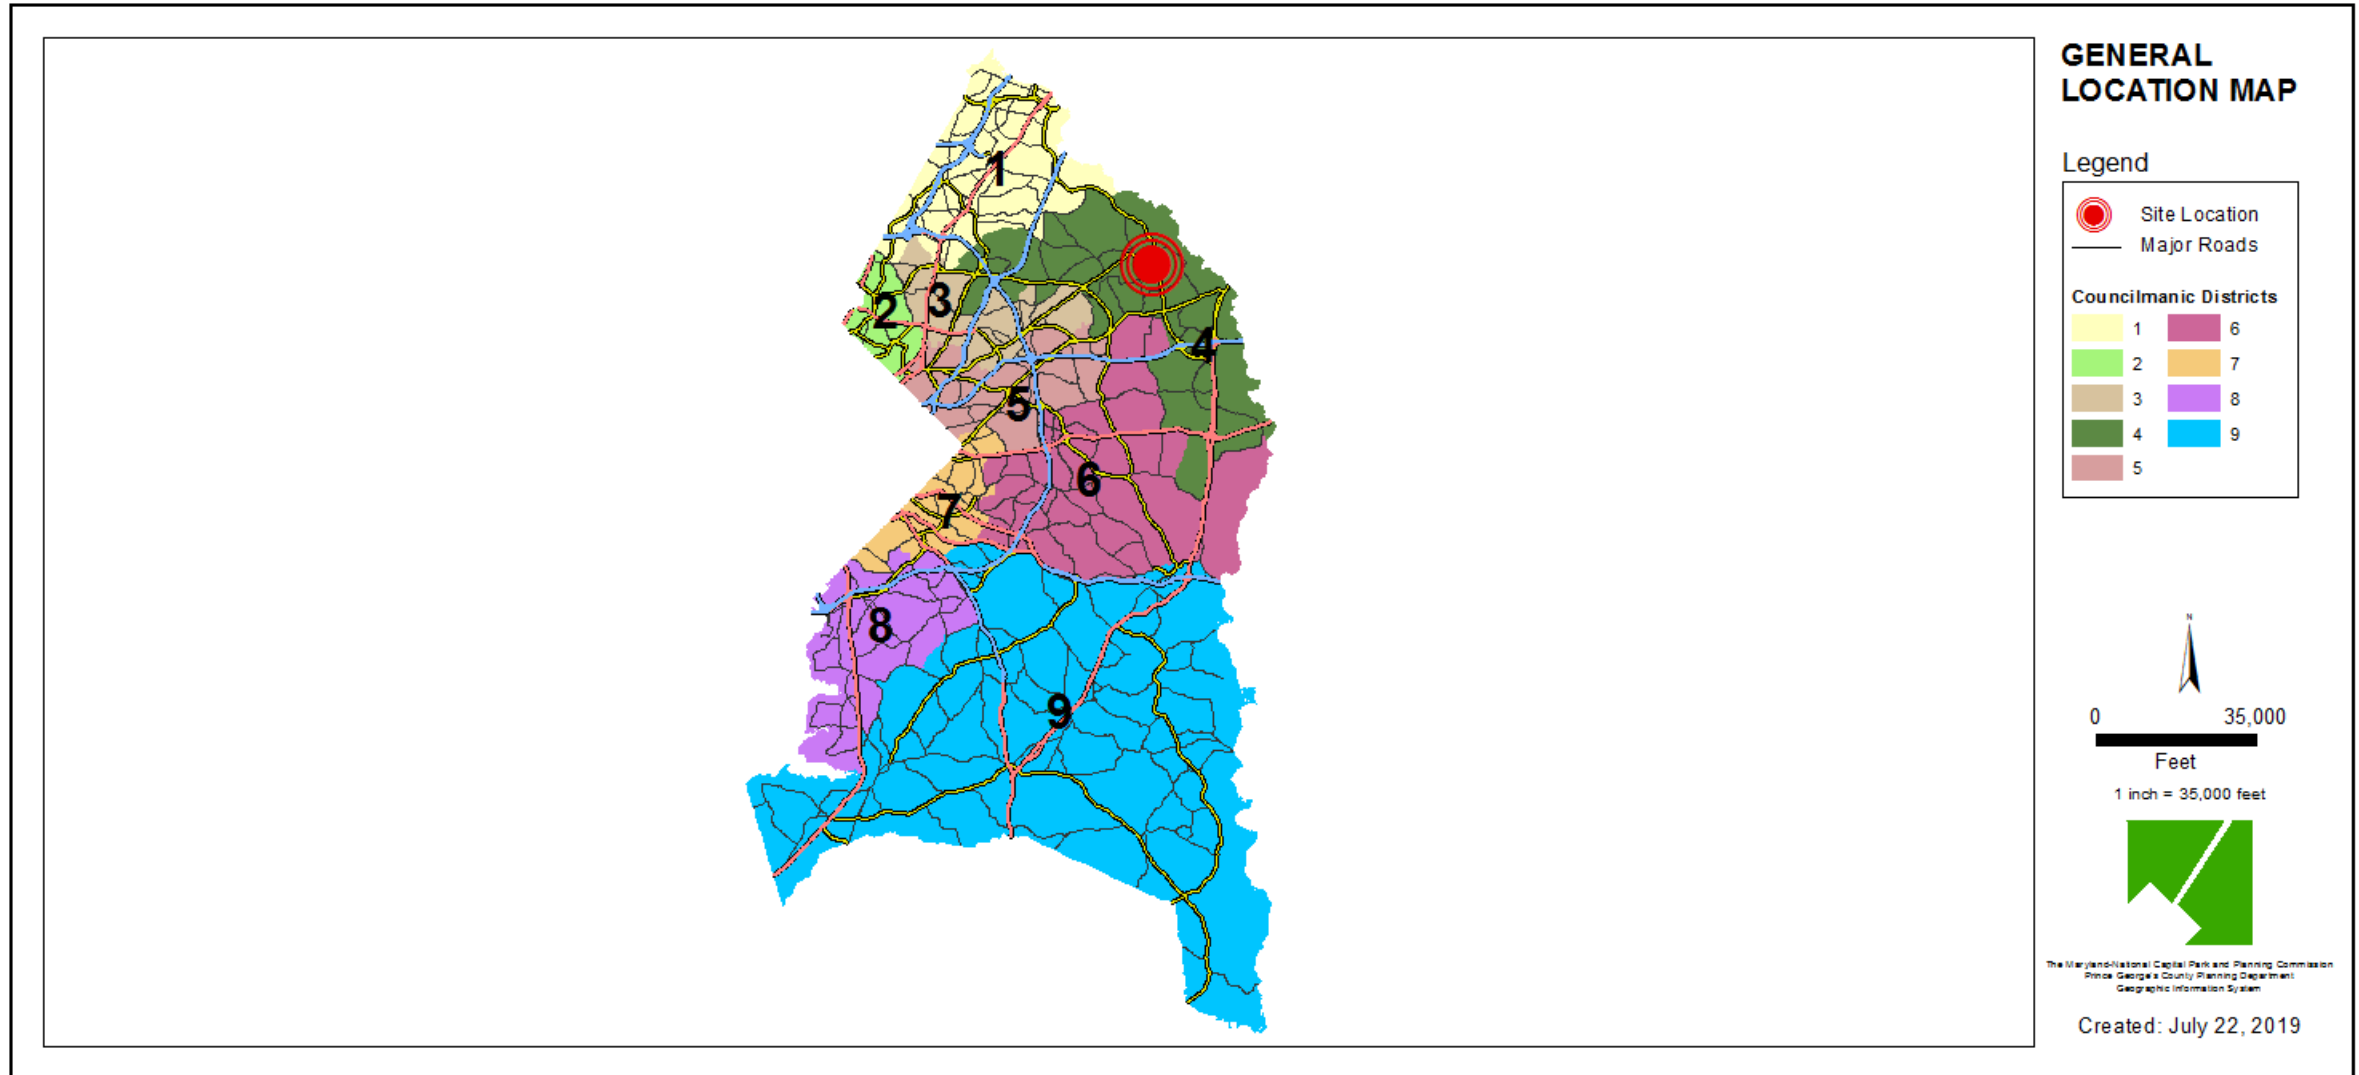 GENERAL
LOCATION MAP
Legend
Site Location
Major Roads
Councilmanic Districts
1 6
2 7
3 8
4 9
5
1
2
3
4
5
6
7
8
9
N
0 35,000
Feet
1 inch = 35,000 feet
The Maryland-National Capital Park and Planning Commission
Prince George's County Planning Department
Geographic Information System
Created: July 22, 2019